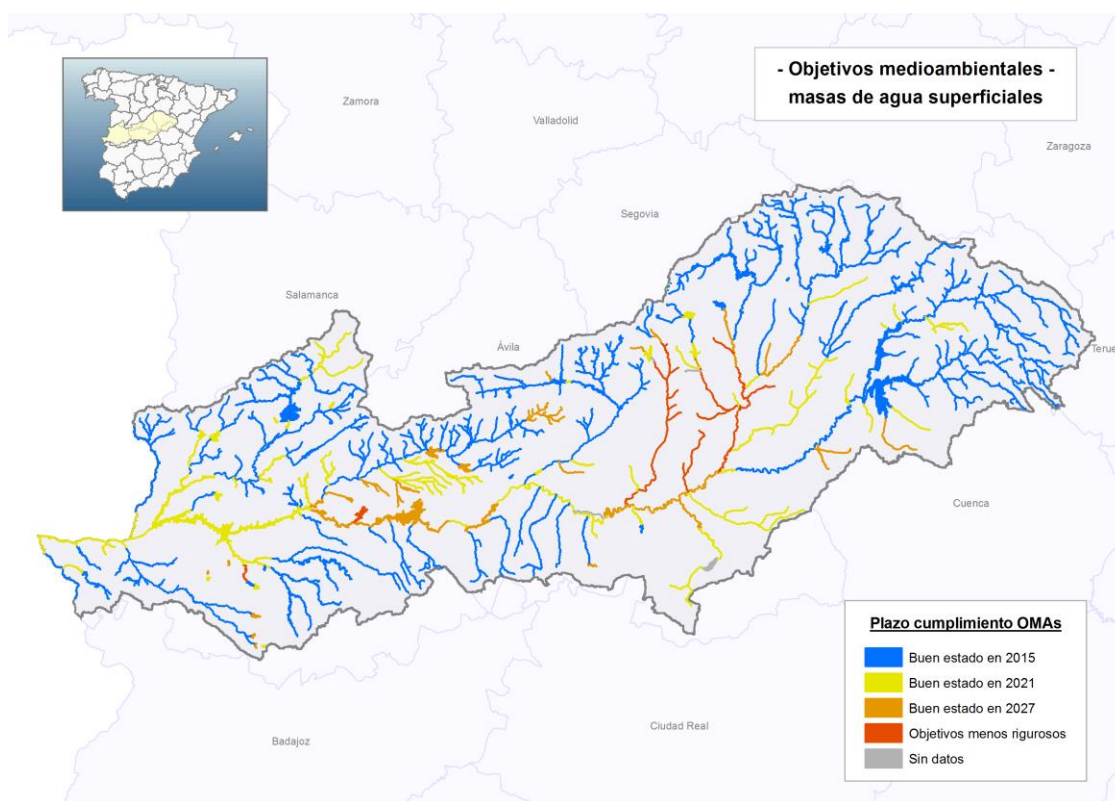 - Objetivos medioambientales -
masas de agua superficiales
Zamora
Valladolid
Zaragoza
Segovia
Salamanca
Ávila
Teruel
Cuenca
Plazo cumplimiento OMAs
Buen estado en 2015
Buen estado en 2021
Buen estado en 2027
Objetivos menos rigurosos
Sin datos
Ciudad Real
Badajoz